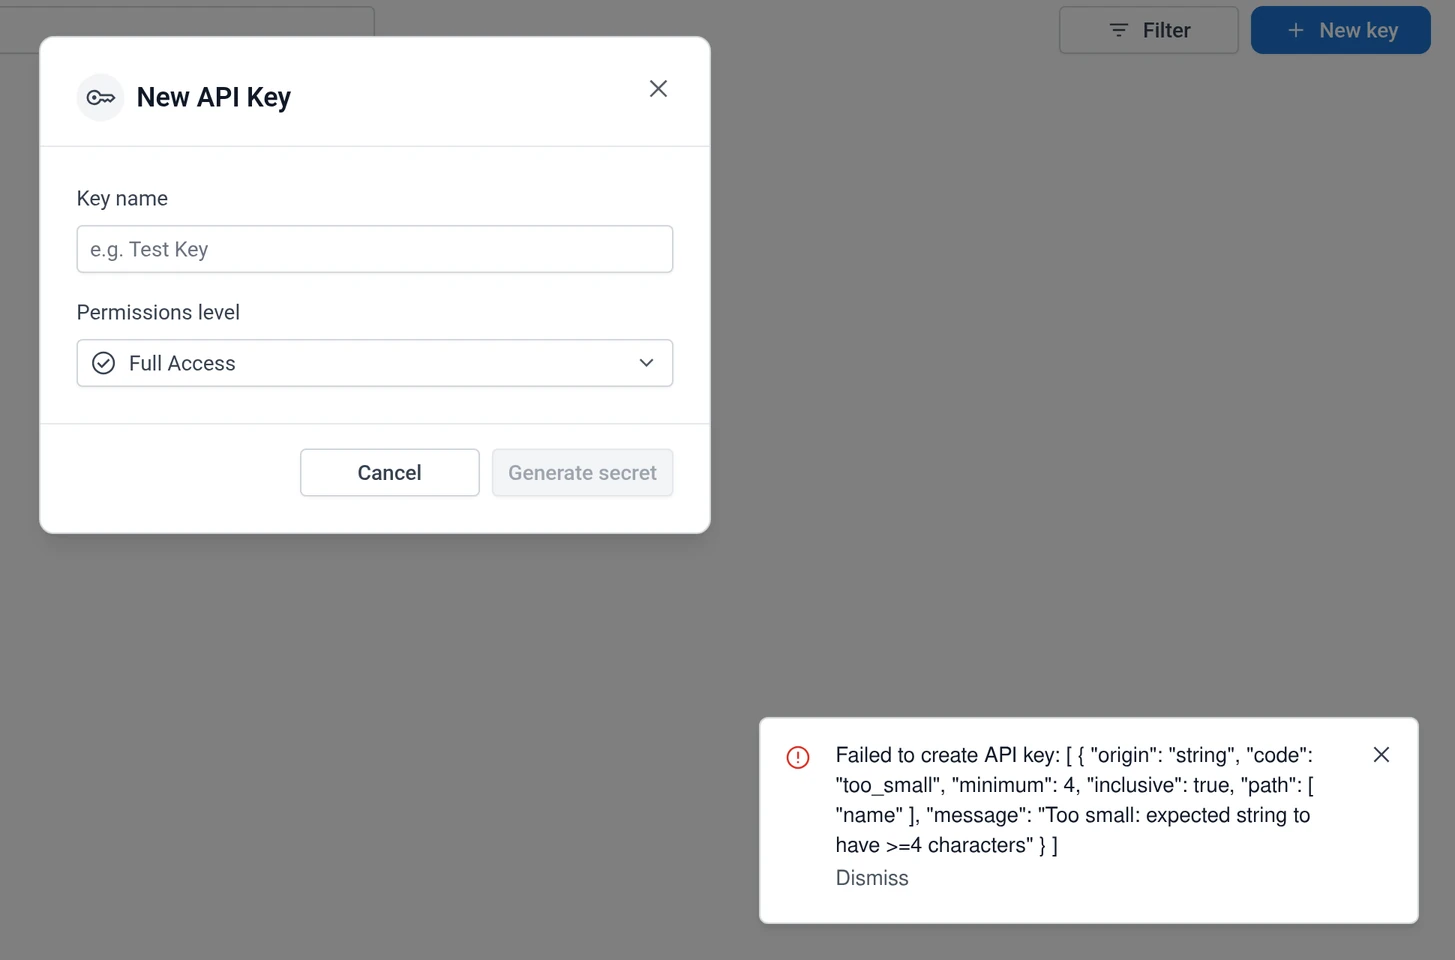 Filter
New key
New API Key
Key name
e.g. Test Key
Permissions level
Full Access
Cancel
Generate secret
Failed to create API key: [ { "origin": "string", "code":
"too_small", "minimum": 4, "inclusive": true, "path": [
"name" ], "message": "Too small: expected string to
have >=4 characters" } ]
Dismiss